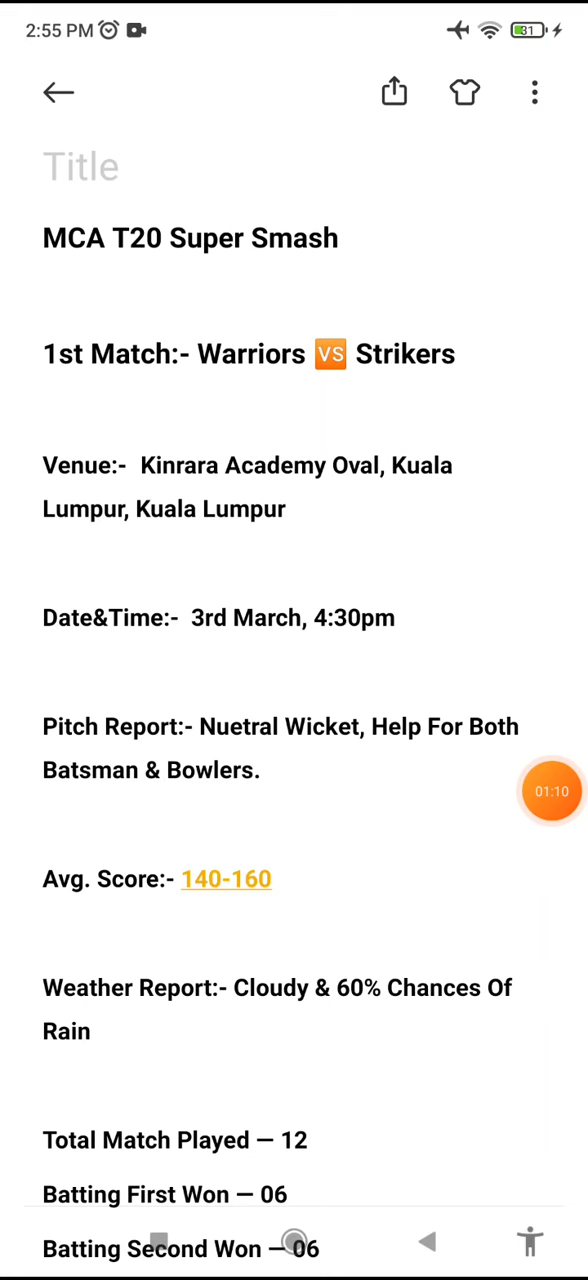 2:55 PM
31
Title
MCA T20 Super Smash
1st Match:- Warriors 🆚 Strikers
Venue:- Kinrara Academy Oval, Kuala
Lumpur, Kuala Lumpur
Date&Time:- 3rd March, 4:30pm
Pitch Report:- Nuetral Wicket, Help For Both
Batsman & Bowlers.
01:10
Avg. Score:- 140-160
Weather Report:- Cloudy & 60% Chances Of
Rain
Total Match Played – 12
Batting First Won – 06
Batting Second Won – 06